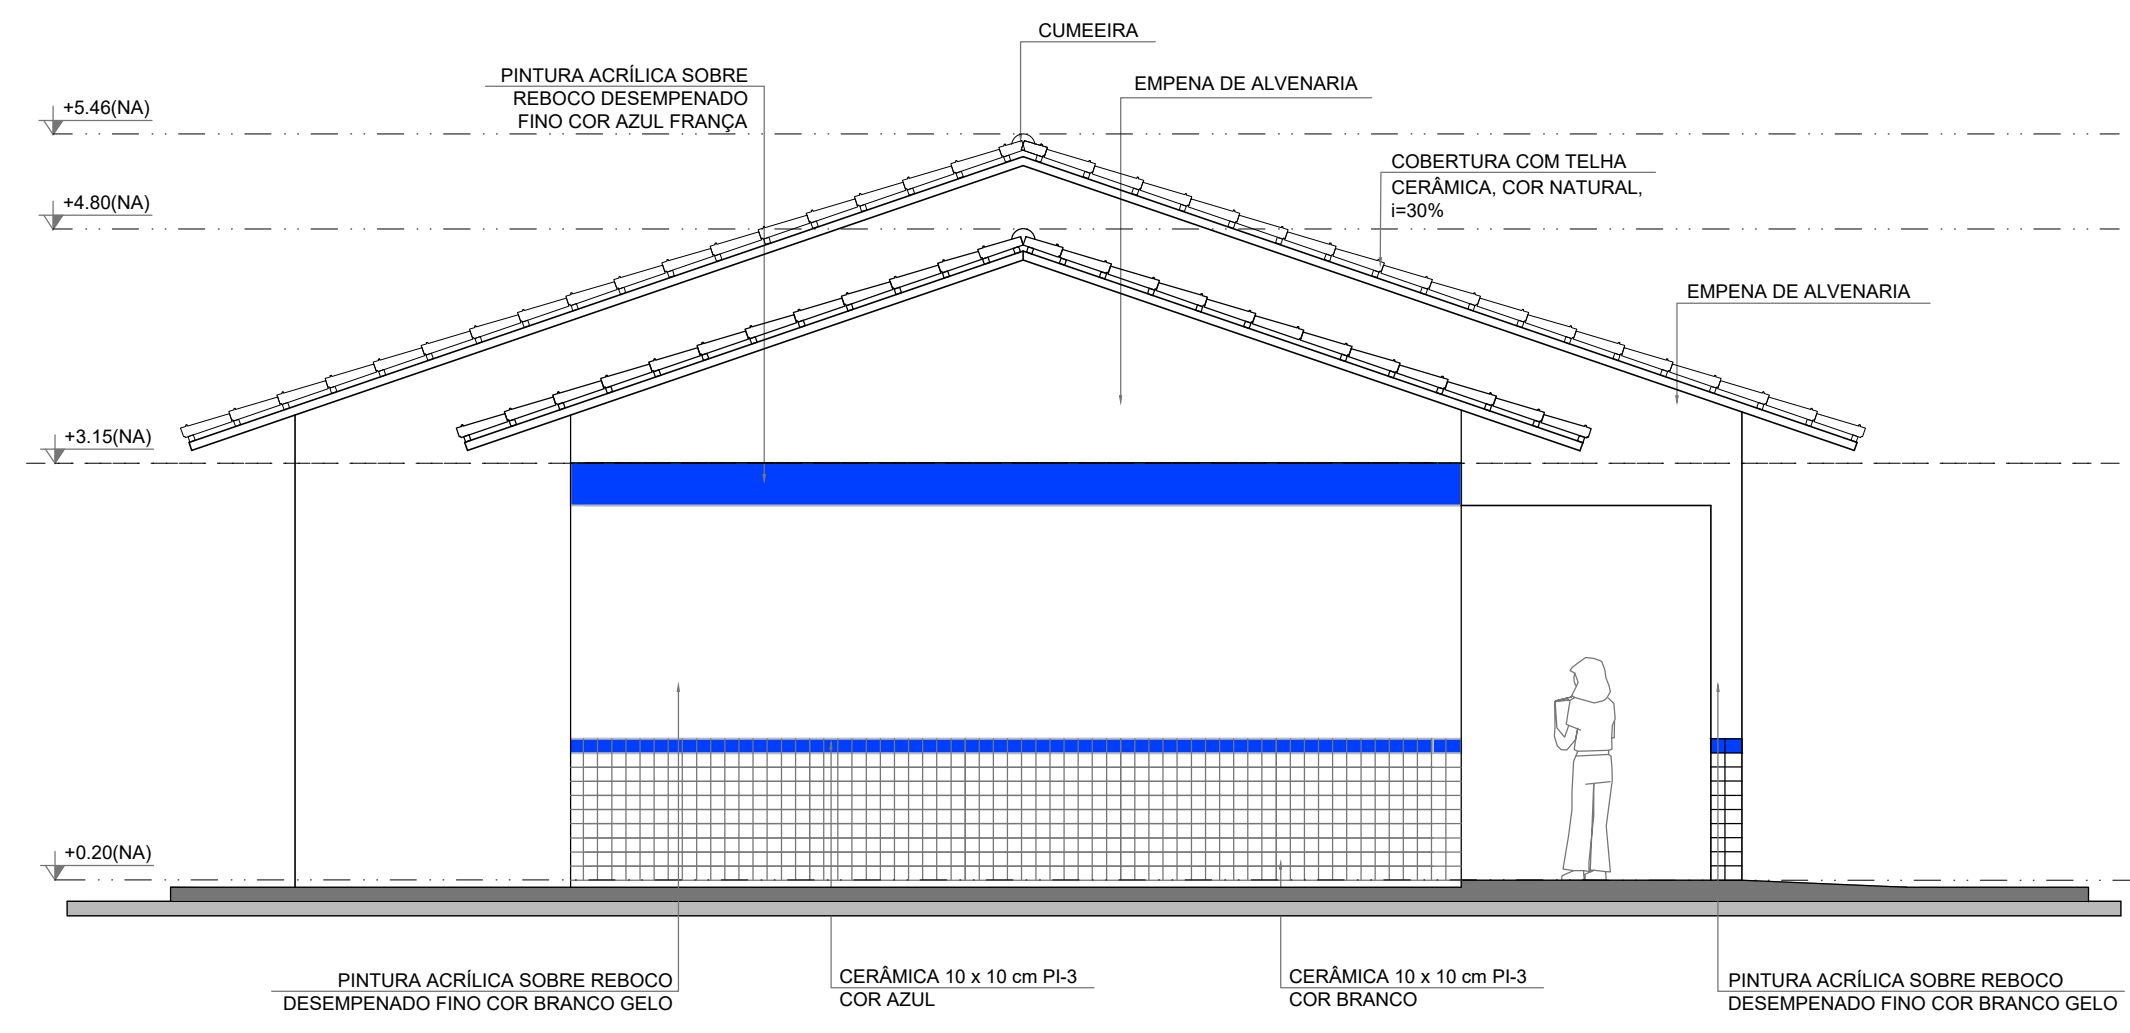 CUMEEIRA
PINTURA ACRÍLICA SOBRE
REBOCO DESEMPENADO
FINO COR AZUL FRANÇA
EMPENA DE ALVENARIA
+5.46(NA)
COBERTURA COM TELHA
CERÂMICA, COR NATURAL,
i=30%
+4.80(NA)
EMPENA DE ALVENARIA
+3.15(NA)
+0.20(NA)
PINTURA ACRÍLICA SOBRE REBOCO
DESEMPENADO FINO COR BRANCO GELO
CERÂMICA 10 x 10 cm PI-3
COR AZUL
CERÂMICA 10 x 10 cm PI-3
COR BRANCO
PINTURA ACRÍLICA SOBRE REBOCO
DESEMPENADO FINO COR BRANCO GELO